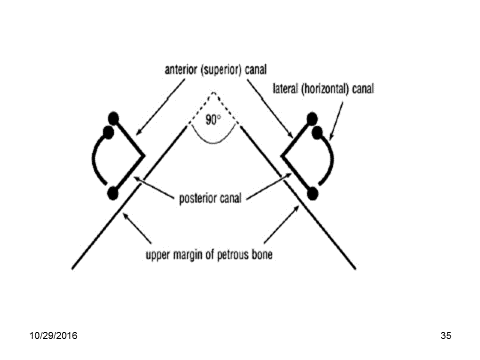 anterior (superior) canal
lateral (horizontal) canal
90°
posterior canal
upper margin of petrous bone
10/29/2016
35